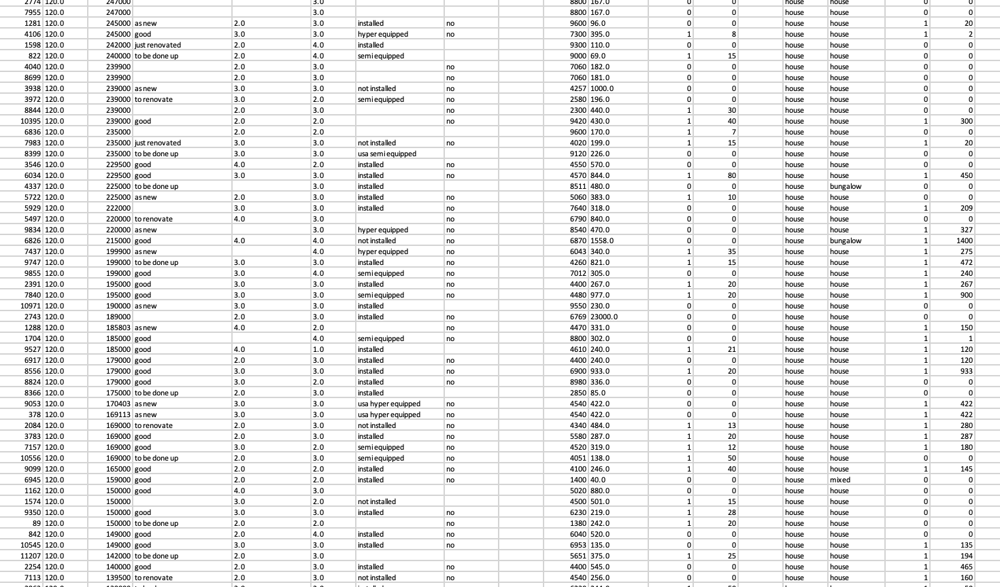 2774 120.0 247000 3.0 8800 167.0 0 0 house house 0 0
7955 120.0 247000 3.0 8800 167.0 0 0 house house 0 0
1281 120.0 245000 as new 2.0 3.0 installed no 9600 96.0 0 0 house house 1 20
4106 120.0 245000 good 3.0 3.0 hyper equipped no 7300 395.0 1 8 house house 1 2
1598 120.0 242000 just renovated 2.0 4.0 installed 9300 110.0 0 0 house house 0 0
822 120.0 240000 to be done up 2.0 4.0 semi equipped 9000 69.0 1 15 house house 0 0
4040 120.0 239900 2.0 3.0 no 7060 182.0 0 0 house house 0 0
8699 120.0 239900 2.0 3.0 no 7060 181.0 0 0 house house 0 0
3938 120.0 239000 as new 3.0 3.0 not installed no 4257 1000.0 0 0 house house 0 0
3972 120.0 239000 to renovate 3.0 2.0 semi equipped no 2580 196.0 0 0 house house 0 0
8844 120.0 239000 2.0 3.0 no 2300 440.0 1 30 house house 0 0
10395 120.0 239000 good 2.0 2.0 no 9420 430.0 1 40 house house 1 300
6836 120.0 235000 2.0 2.0 9600 170.0 1 7 house house 0 0
7983 120.0 235000 just renovated 3.0 3.0 not installed no 4020 199.0 1 15 house house 1 20
8399 120.0 235000 to be done up 3.0 3.0 usa semi equipped 9120 226.0 0 0 house house 0 0
3546 120.0 229500 good 4.0 2.0 installed no 4550 570.0 0 0 house house 0 0
6034 120.0 229500 good 3.0 3.0 installed no 4570 844.0 1 80 house house 1 450
4337 120.0 225000 to be done up 3.0 installed 8511 480.0 0 0 house bungalow 0 0
5722 120.0 225000 as new 2.0 3.0 installed no 5060 383.0 1 10 house house 0 0
5929 120.0 222000 3.0 3.0 installed no 7640 318.0 0 0 house house 1 209
5497 120.0 220000 to renovate 4.0 3.0 no 6790 840.0 0 0 house house 0 0
9834 120.0 220000 as new 3.0 hyper equipped no 8540 470.0 0 0 house house 1 327
6826 120.0 215000 good 4.0 4.0 not installed no 6870 1558.0 0 0 house bungalow 1 1400
7437 120.0 199900 as new 4.0 hyper equipped no 6043 340.0 1 35 house house 1 275
9747 120.0 199000 to be done up 3.0 3.0 installed no 4260 821.0 1 15 house house 1 472
9855 120.0 199000 good 3.0 4.0 semi equipped no 7012 305.0 0 0 house house 1 240
2391 120.0 195000 good 3.0 3.0 installed no 4400 267.0 1 20 house house 1 267
7840 120.0 195000 good 3.0 3.0 semi equipped no 4480 977.0 1 20 house house 1 900
10971 120.0 190000 as new 3.0 3.0 installed 9550 230.0 0 0 house house 0 0
2743 120.0 189000 2.0 3.0 installed no 6769 23000.0 0 0 house house 0 0
1288 120.0 185803 as new 4.0 2.0 no 4470 331.0 0 0 house house 1 150
1704 120.0 185000 good 4.0 semi equipped no 8800 302.0 0 0 house house 1 1
9527 120.0 185000 good 4.0 1.0 installed 4610 240.0 1 21 house house 1 120
6917 120.0 179000 good 2.0 3.0 installed no 4400 240.0 0 0 house house 1 120
8556 120.0 179000 good 3.0 3.0 installed no 6900 933.0 1 20 house house 1 933
8824 120.0 179000 good 3.0 2.0 installed no 8980 336.0 0 0 house house 0 0
8366 120.0 175000 to be done up 2.0 3.0 installed 2850 85.0 0 0 house house 0 0
9053 120.0 170403 as new 3.0 3.0 usa hyper equipped no 4540 422.0 0 0 house house 1 422
378 120.0 169113 as new 3.0 3.0 usa hyper equipped no 4540 422.0 0 0 house house 1 422
2084 120.0 169000 to renovate 2.0 3.0 not installed no 4340 484.0 1 13 house house 1 280
3783 120.0 169000 good 2.0 3.0 installed no 5580 287.0 1 20 house house 1 287
7157 120.0 169000 good 3.0 2.0 semi equipped no 4520 319.0 1 12 house house 1 180
10556 120.0 169000 to be done up 2.0 3.0 semi equipped no 4051 138.0 1 50 house house 0 0
9099 120.0 165000 good 2.0 2.0 installed no 4100 246.0 1 40 house house 1 145
6945 120.0 159000 good 2.0 2.0 installed no 1400 40.0 0 0 house mixed 0 0
1162 120.0 150000 good 4.0 3.0 5020 880.0 0 0 house house 0 0
1574 120.0 150000 3.0 2.0 not installed 4500 501.0 1 15 house house 0 0
9350 120.0 150000 good 3.0 3.0 installed no 6230 219.0 1 28 house house 0 0
89 120.0 150000 to be done up 2.0 2.0 no 1380 242.0 1 20 house house 0 0
842 120.0 149000 good 2.0 4.0 installed no 6040 520.0 0 0 house house 0 0
10545 120.0 149000 good 3.0 3.0 installed no 6953 135.0 0 0 house house 1 135
11207 120.0 142000 to be done up 2.0 3.0 5651 375.0 1 25 house house 1 194
2254 120.0 140000 good 2.0 3.0 installed no 4400 545.0 0 0 house house 1 465
7113 120.0 139500 to renovate 2.0 3.0 not installed no 4540 256.0 0 0 house house 1 160